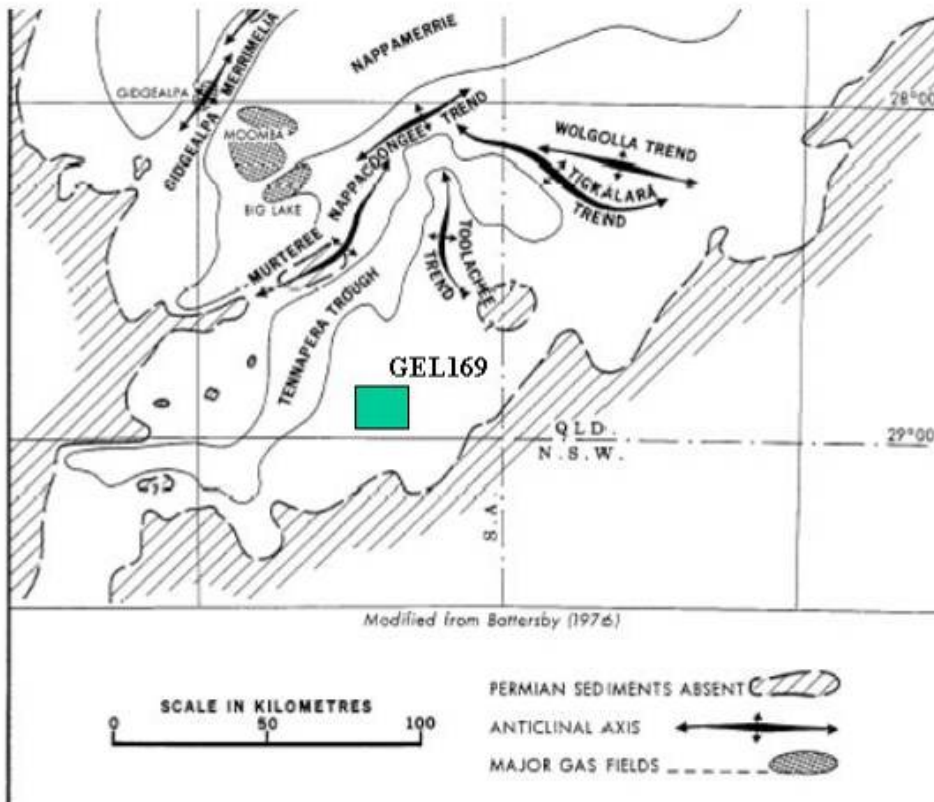 NAPPAMERRIE
GIDGEALPA
GIDGEALPA MERRIMELIA
28°00
MOOMBA
BIG LAKE
MURTEREE NAPPACOONGEE TREND
WOLGOLLA TREND
TICKALARA
TREND
TOOLACHEE
TREND
TENNAPERA TROUGH
GEL169
QLD.
N.S.W.
29°00
S.A.
Modified from Battersby (1976)
SCALE IN KILOMETRES
0 50 100
PERMIAN SEDIMENTS ABSENT
ANTICLINAL AXIS
MAJOR GAS FIELDS